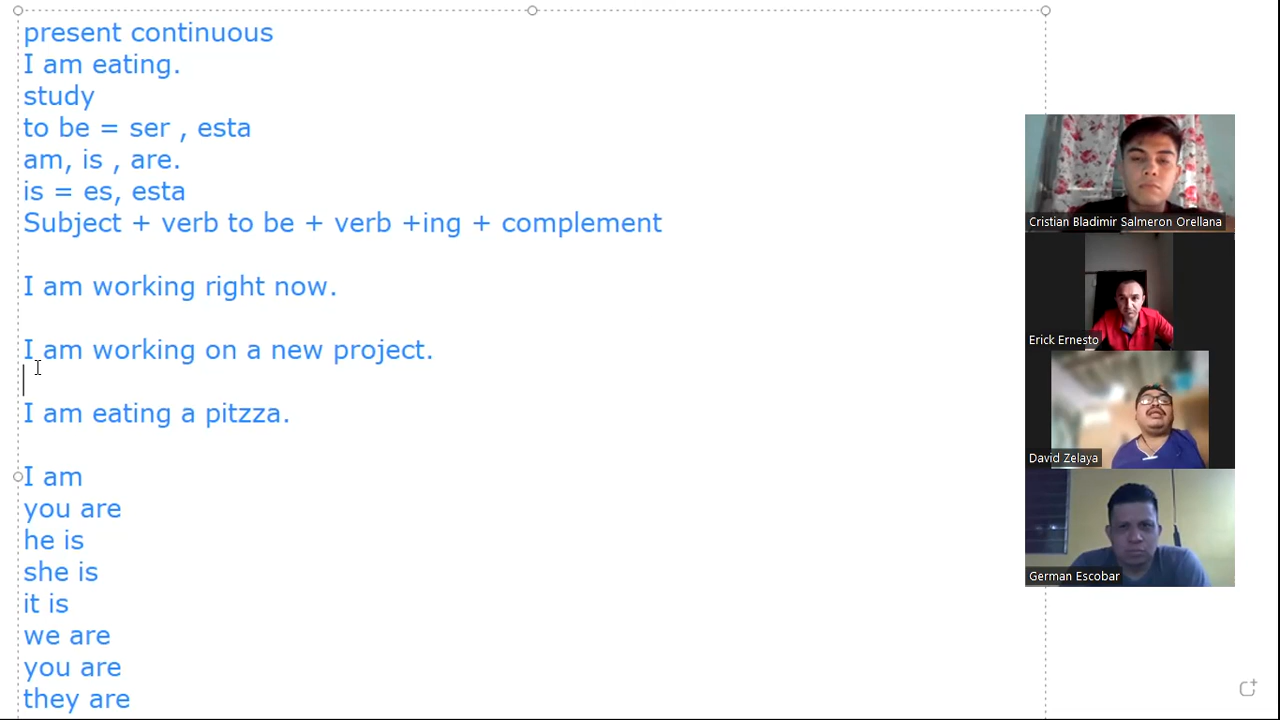 present continuous
I am eating.
study
to be = ser , esta
am, is , are.
is = es, esta
Subject + verb to be + verb +ing + complement
I am working right now.
I am working on a new project.
I am eating a pitzza.
I am
you are
he is
she is
it is
we are
you are
they are
Cristian Bladimir Salmeron Orellana
Erick Ernesto
David Zelaya
German Escobar